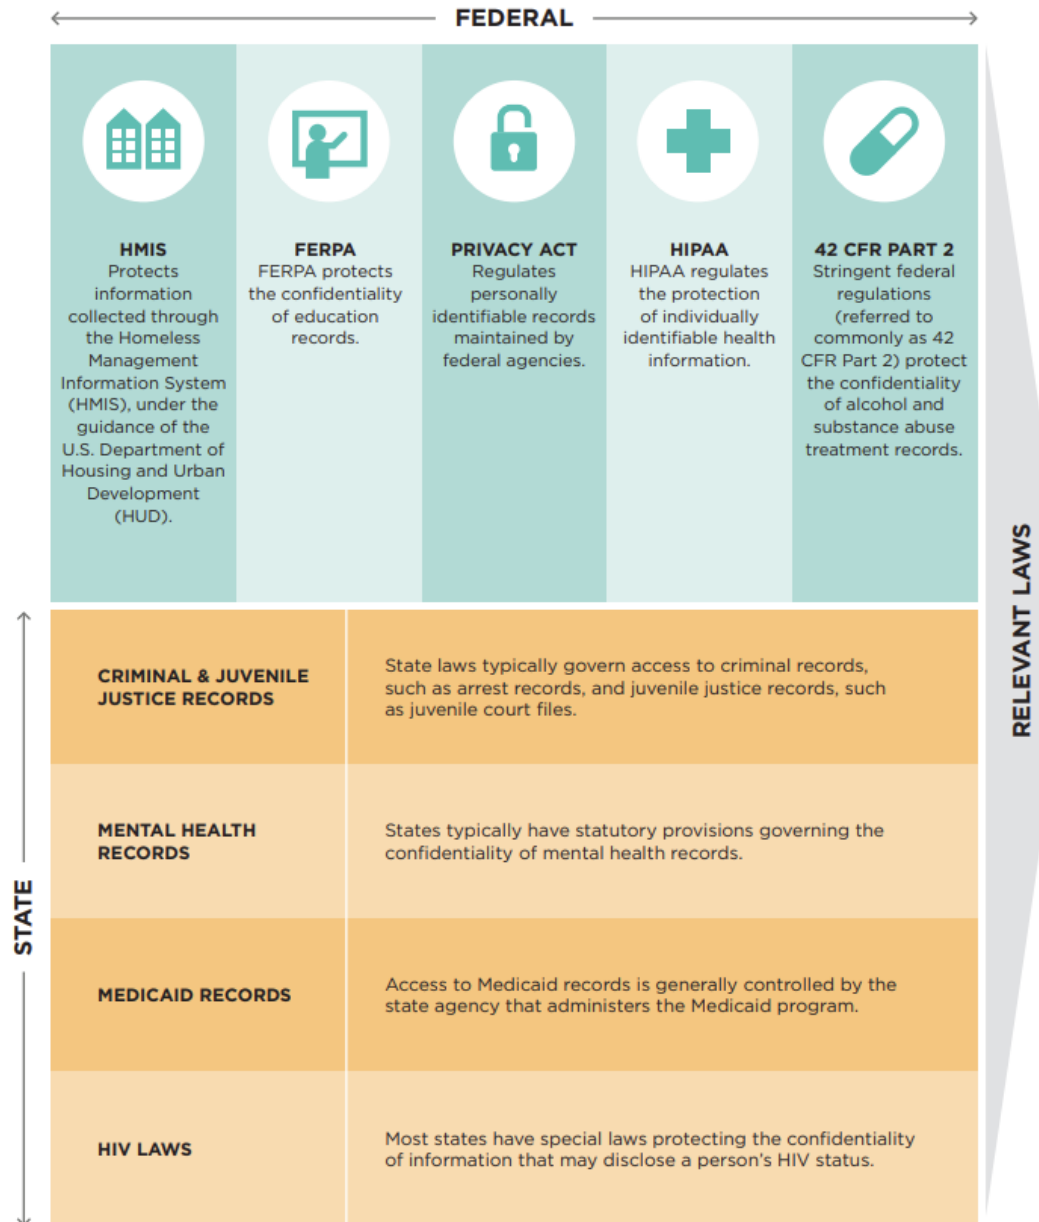 FEDERAL
HMIS
Protects
information
collected through
the Homeless
Management
Information System
(HMIS), under the
guidance of the
U.S. Department of
Housing and Urban
Development
(HUD).
FERPA
FERPA protects
the confidentiality
of education
records.
PRIVACY ACT
Regulates
personally
identifiable records
maintained by
federal agencies.
HIPAA
HIPAA regulates
the protection
of individually
identifiable health
information.
42 CFR PART 2
Stringent federal
regulations
(referred to
commonly as 42
CFR Part 2) protect
the confidentiality
of alcohol and
substance abuse
treatment records.
RELEVANT LAWS
STATE
CRIMINAL & JUVENILE
JUSTICE RECORDS
State laws typically govern access to criminal records,
such as arrest records, and juvenile justice records, such
as juvenile court files.
MENTAL HEALTH
RECORDS
States typically have statutory provisions governing the
confidentiality of mental health records.
MEDICAID RECORDS
Access to Medicaid records is generally controlled by the
state agency that administers the Medicaid program.
HIV LAWS
Most states have special laws protecting the confidentiality
of information that may disclose a person's HIV status.